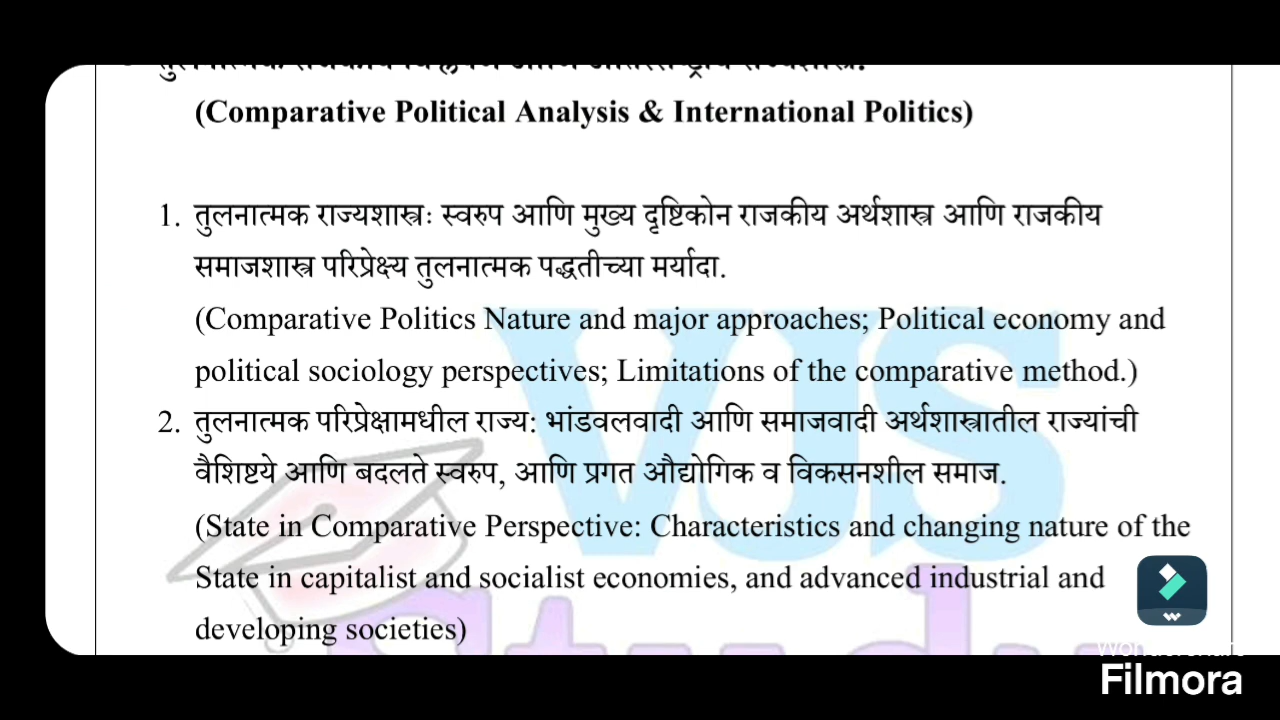 (Comparative Political Analysis & International Politics)
1. तुलनात्मक राज्यशास्त्रः स्वरुप आणि मुख्य दृष्टिकोन राजकीय अर्थशास्त्र आणि राजकीय
समाजशास्त्र परिप्रेक्ष्य तुलनात्मक पद्धतीच्या मर्यादा.
(Comparative Politics Nature and major approaches; Political economy and
political sociology perspectives; Limitations of the comparative method.)
2. तुलनात्मक परिप्रेक्षामधील राज्य: भांडवलवादी आणि समाजवादी अर्थशास्त्रातील राज्यांची
वैशिष्टये आणि बदलते स्वरुप, आणि प्रगत औद्योगिक व विकसनशील समाज.
(State in Comparative Perspective: Characteristics and changing nature of the
State in capitalist and socialist economies, and advanced industrial and
developing societies)
VJS
Study
Wondershare
Filmora